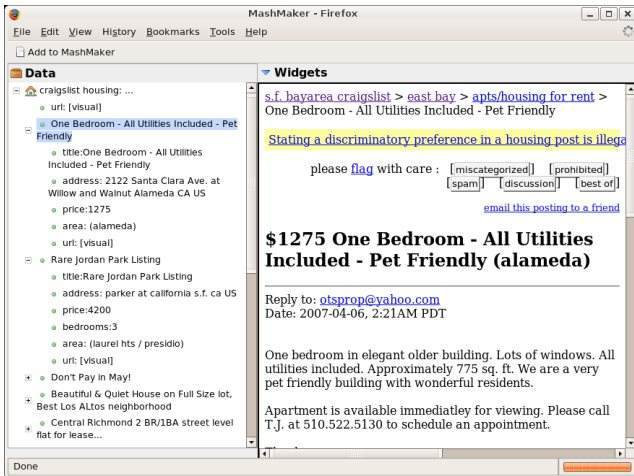 MashMaker - Firefox
File Edit View History Bookmarks Tools Help
Add to MashMaker
Data
craigslist housing: ...
url: [visual]
One Bedroom - All Utilities Included - Pet
Friendly
title:One Bedroom - All Utilities
Included - Pet Friendly
address: 2122 Santa Clara Ave. at
Willow and Walnut Alameda CA US
price:1275
area: (alameda)
url: [visual]
Rare Jordan Park Listing
title:Rare Jordan Park Listing
address: parker at california s.f. ca US
price:4200
bedrooms:3
area: (laurel hts / presidio)
url: [visual]
Don't Pay in May!
Beautiful & Quiet House on Full Size lot,
Best Los ALtos neighborhood
Central Richmond 2 BR/1BA street level
flat for lease...
Widgets
s.f. bayarea craigslist > east bay > apts/housing for rent >
One Bedroom - All Utilities Included - Pet Friendly
Stating a discriminatory preference in a housing post is illega
please flag with care : [miscategorized] [prohibited]
[spam] [discussion] [best of]
email this posting to a friend
$1275 One Bedroom - All Utilities
Included - Pet Friendly (alameda)
Reply to: otsprop@yahoo.com
Date: 2007-04-06, 2:21AM PDT
One bedroom in elegant older building. Lots of windows. All
utilities included. Approximately 775 sq. ft. We are a very
pet friendly building with wonderful residents.
Apartment is available immediatley for viewing. Please call
T.J. at 510.522.5130 to schedule an appointment.
Done